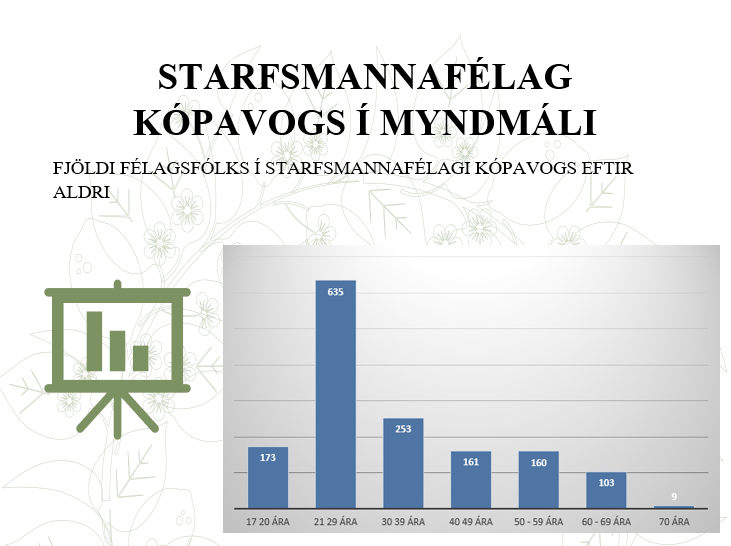 STARFSMANNAFÉLAG
KÓPAVOGS Í MYNDMÁLI
FJÖLDI FÉLAGSFÓLKS Í STARFSMANNAFÉLAGI KÓPAVOGS EFTIR
ALDRI
635
253
173
161
160
103
9
17 20 ÁRA
21 29 ÁRA
30 39 ÁRA
40 49 ÁRA
50 - 59 ÁRA
60 - 69 ÁRA
70 ÁRA